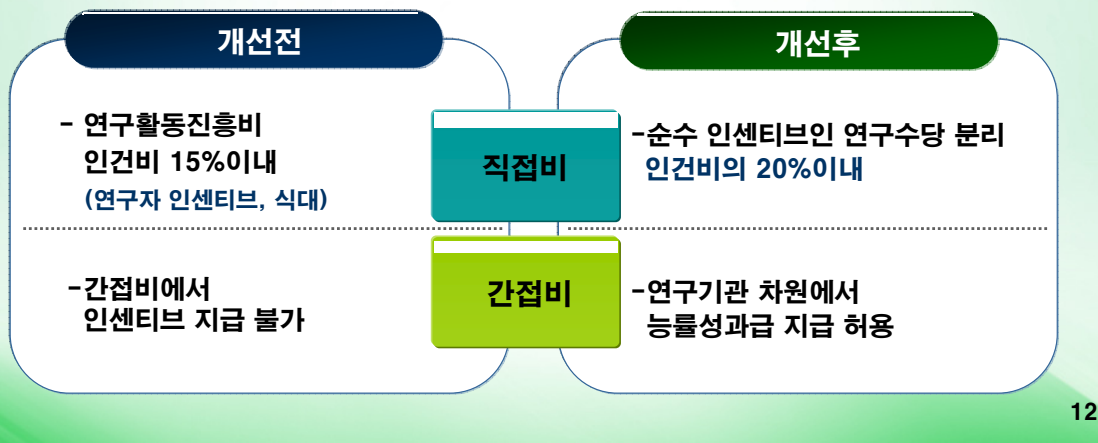 개선전
개선후
- 연구활동진흥비
인건비 15%이내
(연구자 인센티브, 식대)
직접비
-순수 인센티브인 연구수당 분리
인건비의 20%이내
-간접비에서
인센티브 지급 불가
간접비
-연구기관 차원에서
능률성과급 지급 허용
12